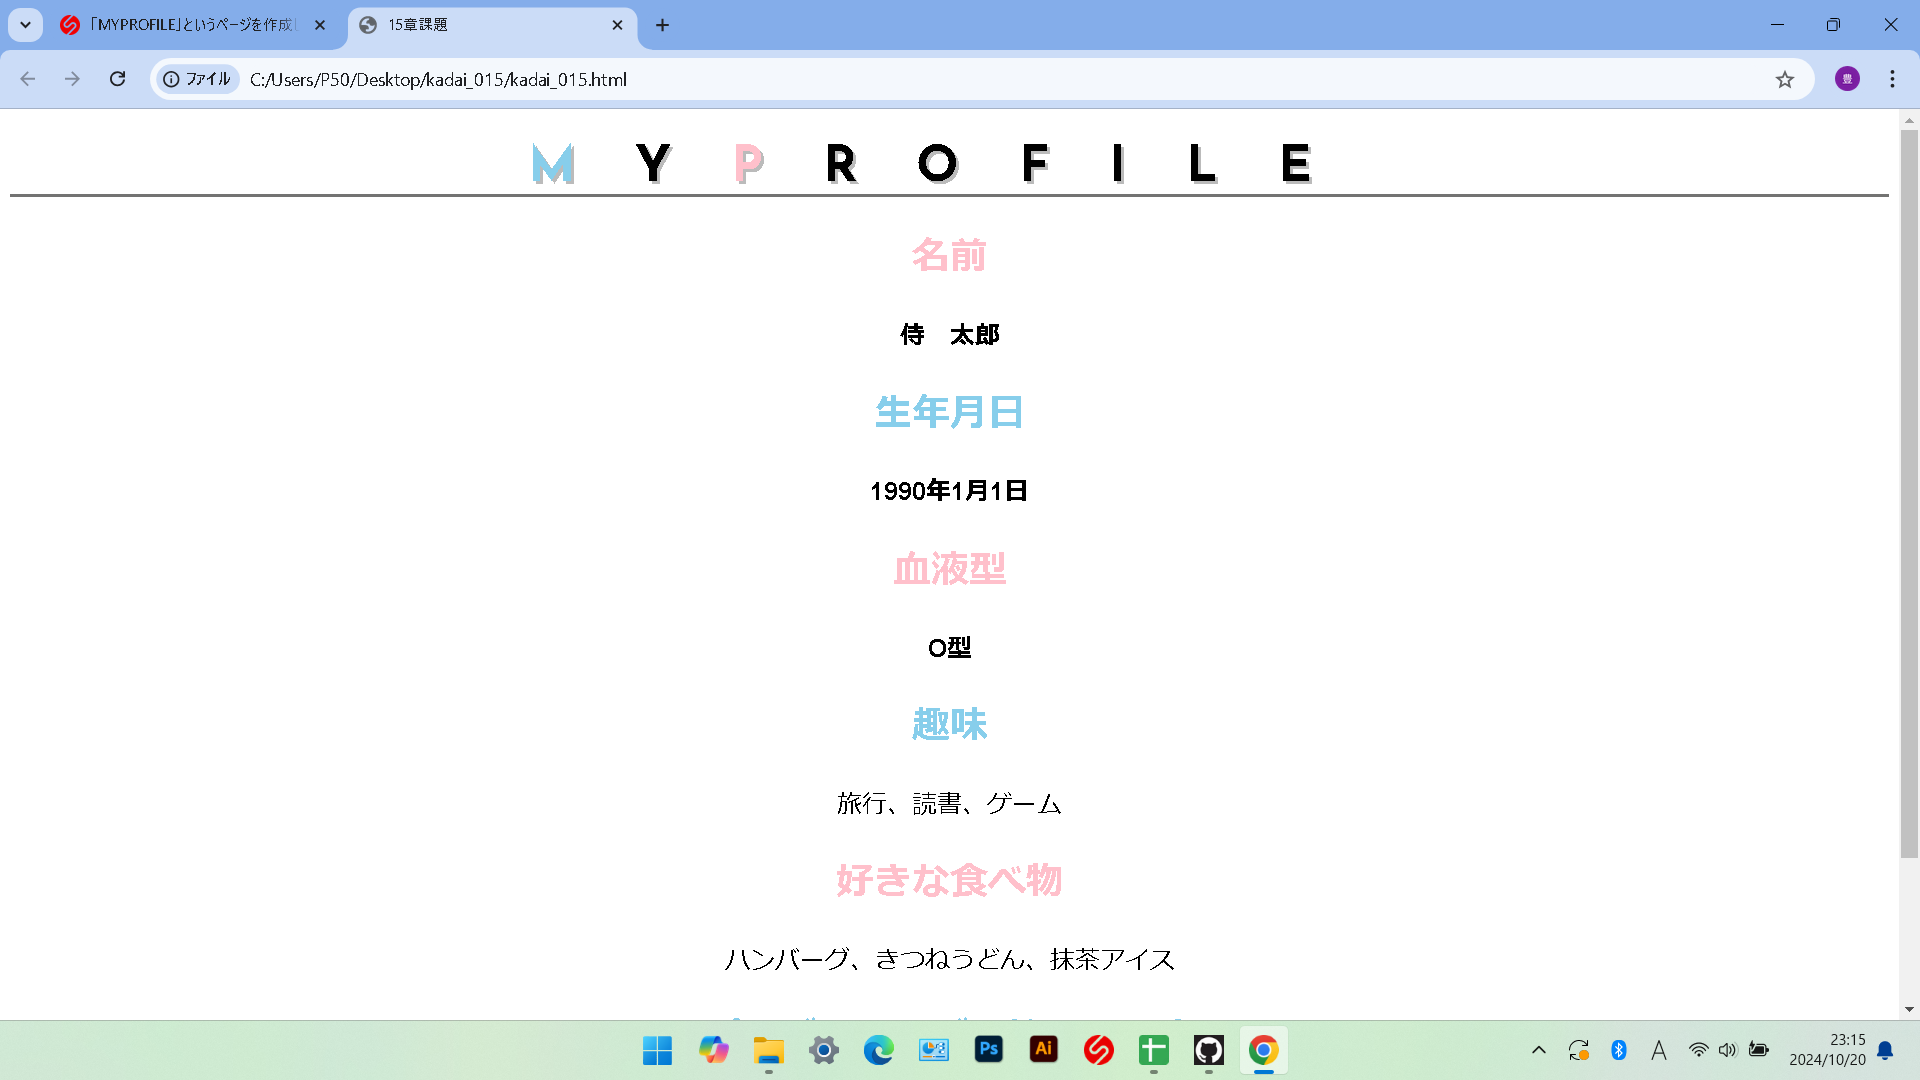 「MYPROFILE」というページを作成し
15章課題
ファイル
C:/Users/P50/Desktop/kadai_015/kadai_015.html
豊
M Y P R O F I L E
名前
侍　太郎
生年月日
1990年1月1日
血液型
O型
趣味
旅行、読書、ゲーム
好きな食べ物
ハンバーグ、きつねうどん、抹茶アイス
Ps
Ai
A
23:15
2024/10/20